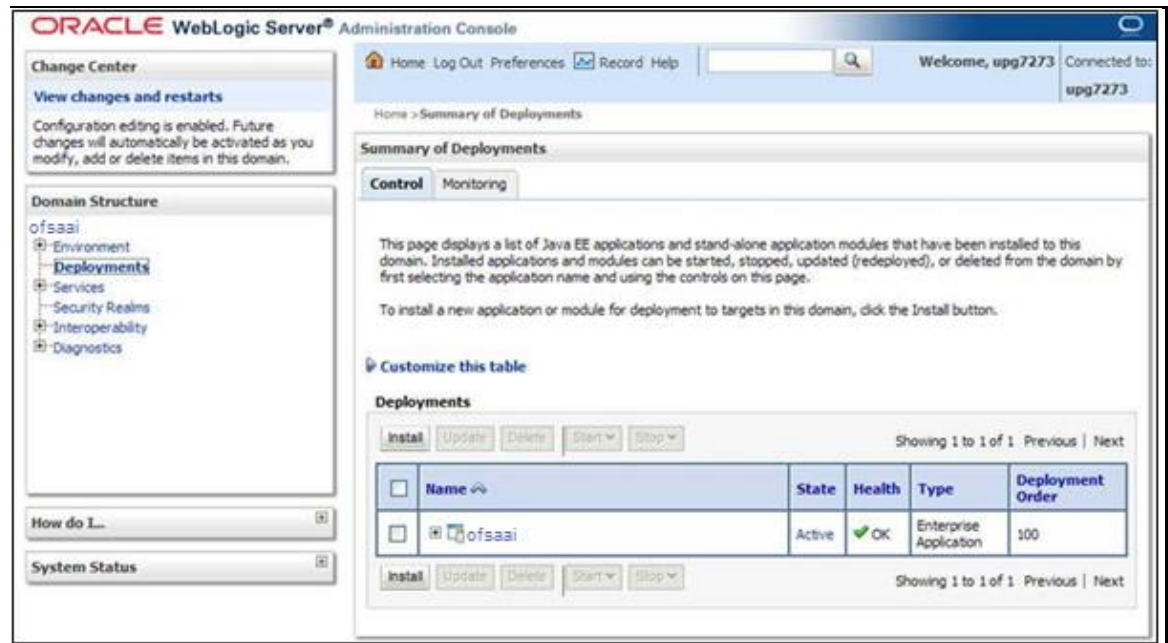 ORACLE WebLogic Server® Administration Console
Change Center
View changes and restarts
Configuration editing is enabled. Future
changes will automatically be activated as you
modify, add or delete items in this domain.
Domain Structure
ofsaai
Environment
Deployments
Services
Security Realms
Interoperability
Diagnostics
How do I...
System Status
Home Log Out Preferences Record Help
Welcome, upg7273
Connected to:
upg7273
Home >Summary of Deployments
Summary of Deployments
Control Monitoring
This page displays a list of Java EE applications and stand-alone application modules that have been installed to this
domain. Installed applications and modules can be started, stopped, updated (redeployed), or deleted from the domain by
first selecting the application name and using the controls on this page.
To install a new application or module for deployment to targets in this domain, click the Install button.
Customize this table
Deployments
Install Update Delete Start Stop
Showing 1 to 1 of 1 Previous | Next
Name State Health Type Deployment
Order
ofsaai Active OK Enterprise
Application 100
Install Update Delete Start Stop
Showing 1 to 1 of 1 Previous | Next